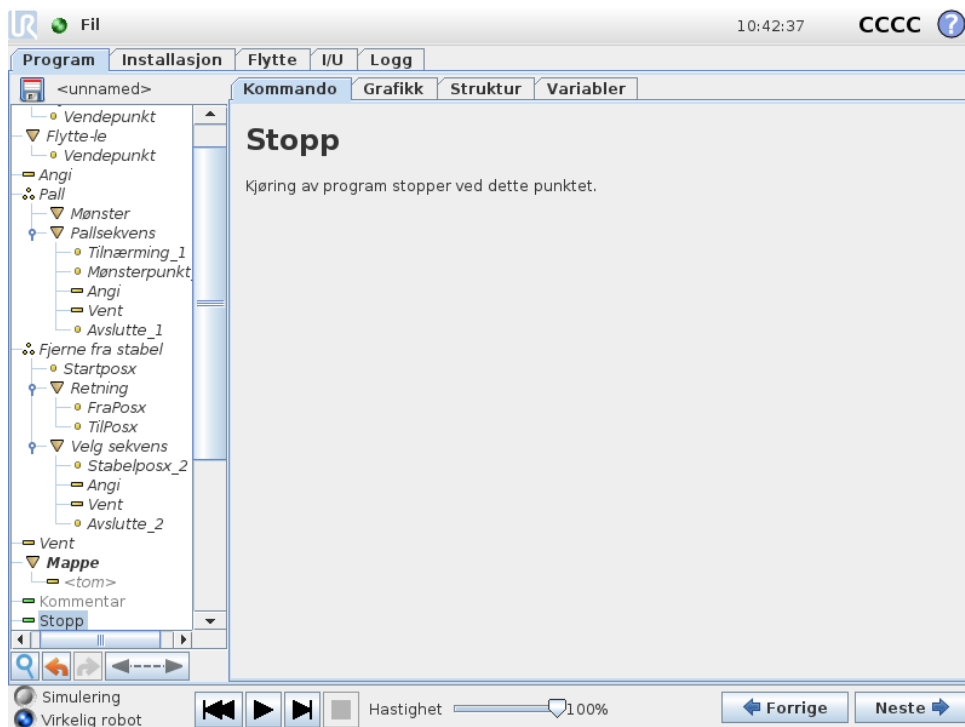 UR Fil 10:42:37 CCCC ?
Program Installasjon Flytte I/U Logg
<unnamed>
Kommando Grafikk Struktur Variabler
Vendepunkt
Flytte-le
Vendepunkt
Angi
Pall
Mønster
Pallsekvens
Tilnærming_1
Mønsterpunkt_
Angi
Vent
Avslutte_1
Fjerne fra stabel
Startposx
Retning
FraPosx
TilPosx
Velg sekvens
Stabelposx_2
Angi
Vent
Avslutte_2
Vent
Mappe
<tom>
Kommentar
Stopp
Stopp
Kjøring av program stopper ved dette punktet.
Simulering
Virkelig robot
Hastighet 100%
Forrige Neste